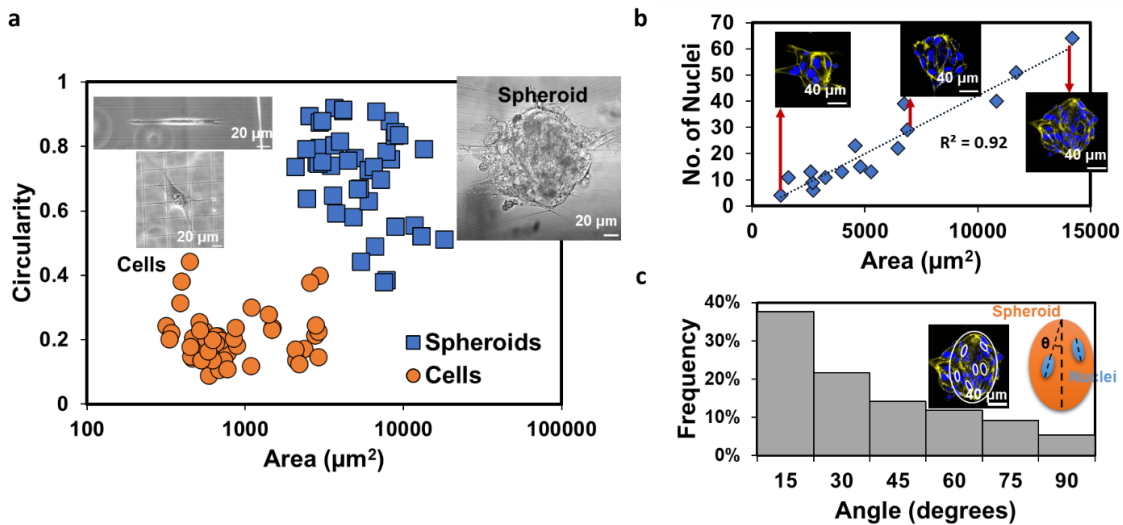 a
Circularity
1
0.8
0.6
0.4
0.2
0
100
1000
10000
100000
Area (µm²)
20 µm
20 µm
Cells
Spheroid
20 µm
Spheroids
Cells
b
No. of Nuclei
70
60
50
40
30
20
10
0
0
5000
10000
15000
Area (µm²)
40 µm
40 µm
40 µm
R² = 0.92
c
Frequency
40%
30%
20%
10%
0%
15
30
45
60
75
90
Angle (degrees)
40 µm
Spheroid
θ
Nuclei